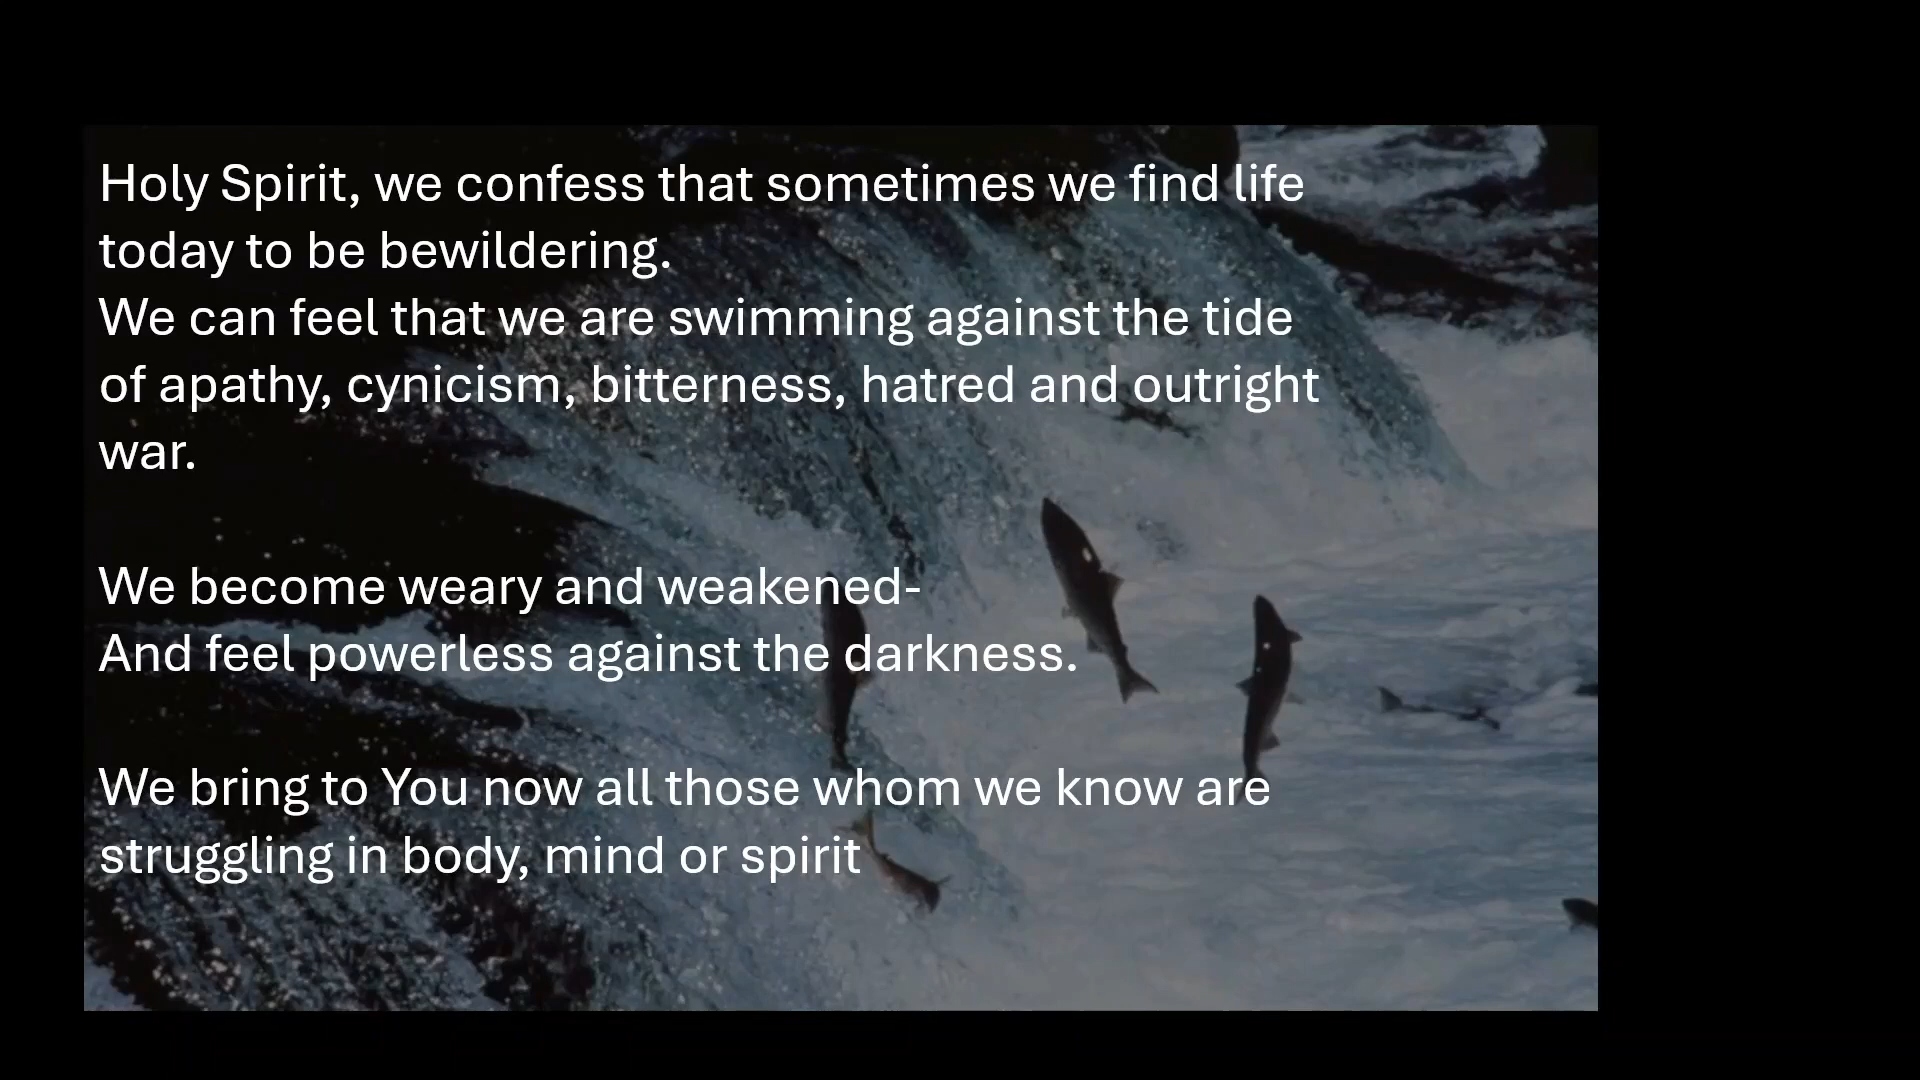 Holy Spirit, we confess that sometimes we find life
today to be bewildering.
We can feel that we are swimming against the tide
of apathy, cynicism, bitterness, hatred and outright
war.
We become weary and weakened-
And feel powerless against the darkness.
We bring to You now all those whom we know are
struggling in body, mind or spirit